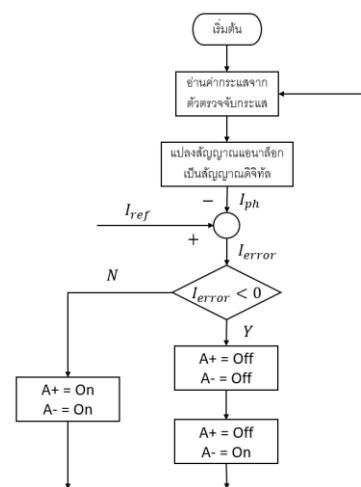 เริ่มต้น
อ่านค่ากระแสจาก
ตัวตรวจจับกระแส
แปลงสัญญาณแอนาล็อก
เป็นสัญญาณดิจิทัล
− I_ph
I_ref
+
I_error
N
I_error < 0
Y
A+ = Off
A- = Off
A+ = On
A- = On
A+ = Off
A- = On